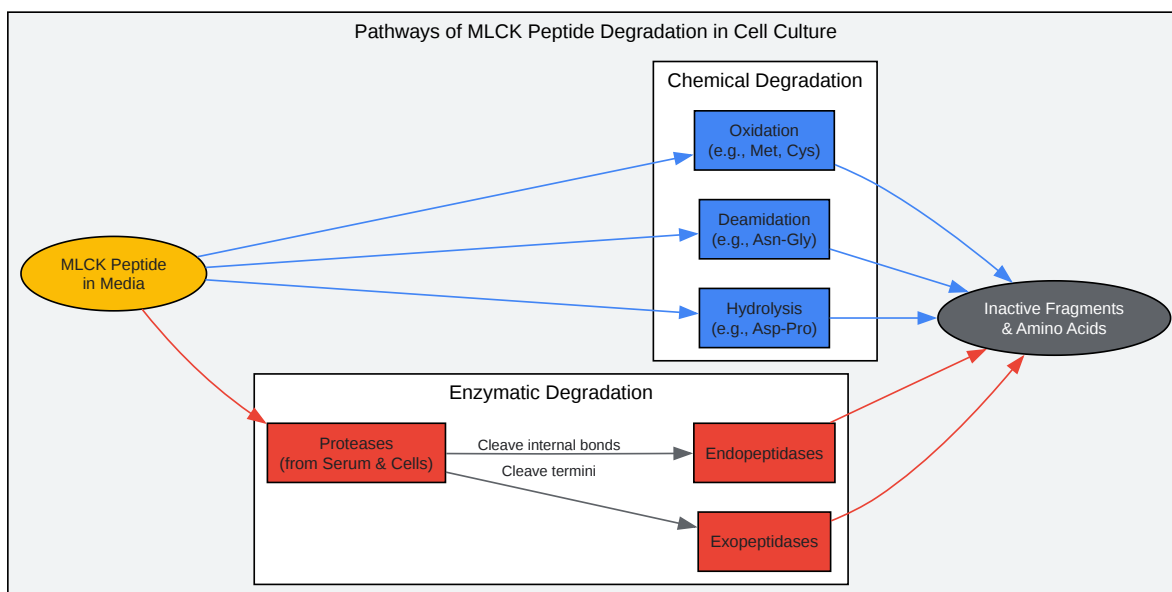 Pathways of MLCK Peptide Degradation in Cell Culture
Chemical Degradation
Oxidation
(e.g., Met, Cys)
Deamidation
(e.g., Asn-Gly)
Hydrolysis
(e.g., Asp-Pro)
MLCK Peptide
in Media
Inactive Fragments
& Amino Acids
Enzymatic Degradation
Proteases
(from Serum & Cells)
Cleave internal bonds
Cleave termini
Endopeptidases
Exopeptidases